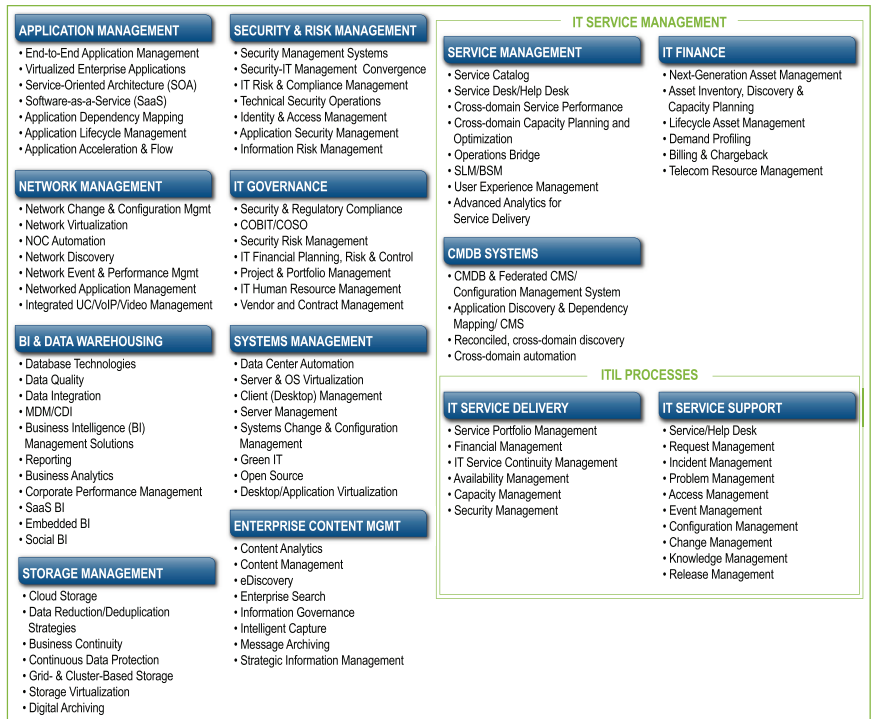 APPLICATION MANAGEMENT
• End-to-End Application Management
• Virtualized Enterprise Applications
• Service-Oriented Architecture (SOA)
• Software-as-a-Service (SaaS)
• Application Dependency Mapping
• Application Lifecycle Management
• Application Acceleration & Flow
NETWORK MANAGEMENT
• Network Change & Configuration Mgmt
• Network Virtualization
• NOC Automation
• Network Discovery
• Network Event & Performance Mgmt
• Networked Application Management
• Integrated UC/VoIP/Video Management
BI & DATA WAREHOUSING
• Database Technologies
• Data Quality
• Data Integration
• MDM/CDI
• Business Intelligence (BI)
Management Solutions
• Reporting
• Business Analytics
• Corporate Performance Management
• SaaS BI
• Embedded BI
• Social BI
STORAGE MANAGEMENT
• Cloud Storage
• Data Reduction/Deduplication
Strategies
• Business Continuity
• Continuous Data Protection
• Grid- & Cluster-Based Storage
• Storage Virtualization
• Digital Archiving
SECURITY & RISK MANAGEMENT
• Security Management Systems
• Security-IT Management Convergence
• IT Risk & Compliance Management
• Technical Security Operations
• Identity & Access Management
• Application Security Management
• Information Risk Management
IT GOVERNANCE
• Security & Regulatory Compliance
• COBIT/COSO
• Security Risk Management
• IT Financial Planning, Risk & Control
• Project & Portfolio Management
• IT Human Resource Management
• Vendor and Contract Management
SYSTEMS MANAGEMENT
• Data Center Automation
• Server & OS Virtualization
• Client (Desktop) Management
• Server Management
• Systems Change & Configuration
Management
• Green IT
• Open Source
• Desktop/Application Virtualization
ENTERPRISE CONTENT MGMT
• Content Analytics
• Content Management
• eDiscovery
• Enterprise Search
• Information Governance
• Intelligent Capture
• Message Archiving
• Strategic Information Management
IT SERVICE MANAGEMENT
SERVICE MANAGEMENT
• Service Catalog
• Service Desk/Help Desk
• Cross-domain Service Performance
• Cross-domain Capacity Planning and
Optimization
• Operations Bridge
• SLM/BSM
• User Experience Management
• Advanced Analytics for
Service Delivery
CMDB SYSTEMS
• CMDB & Federated CMS/
Configuration Management System
• Application Discovery & Dependency
Mapping/ CMS
• Reconciled, cross-domain discovery
• Cross-domain automation
IT FINANCE
• Next-Generation Asset Management
• Asset Inventory, Discovery &
Capacity Planning
• Lifecycle Asset Management
• Demand Profiling
• Billing & Chargeback
• Telecom Resource Management
ITIL PROCESSES
IT SERVICE DELIVERY
• Service Portfolio Management
• Financial Management
• IT Service Continuity Management
• Availability Management
• Capacity Management
• Security Management
IT SERVICE SUPPORT
• Service/Help Desk
• Request Management
• Incident Management
• Problem Management
• Access Management
• Event Management
• Configuration Management
• Change Management
• Knowledge Management
• Release Management